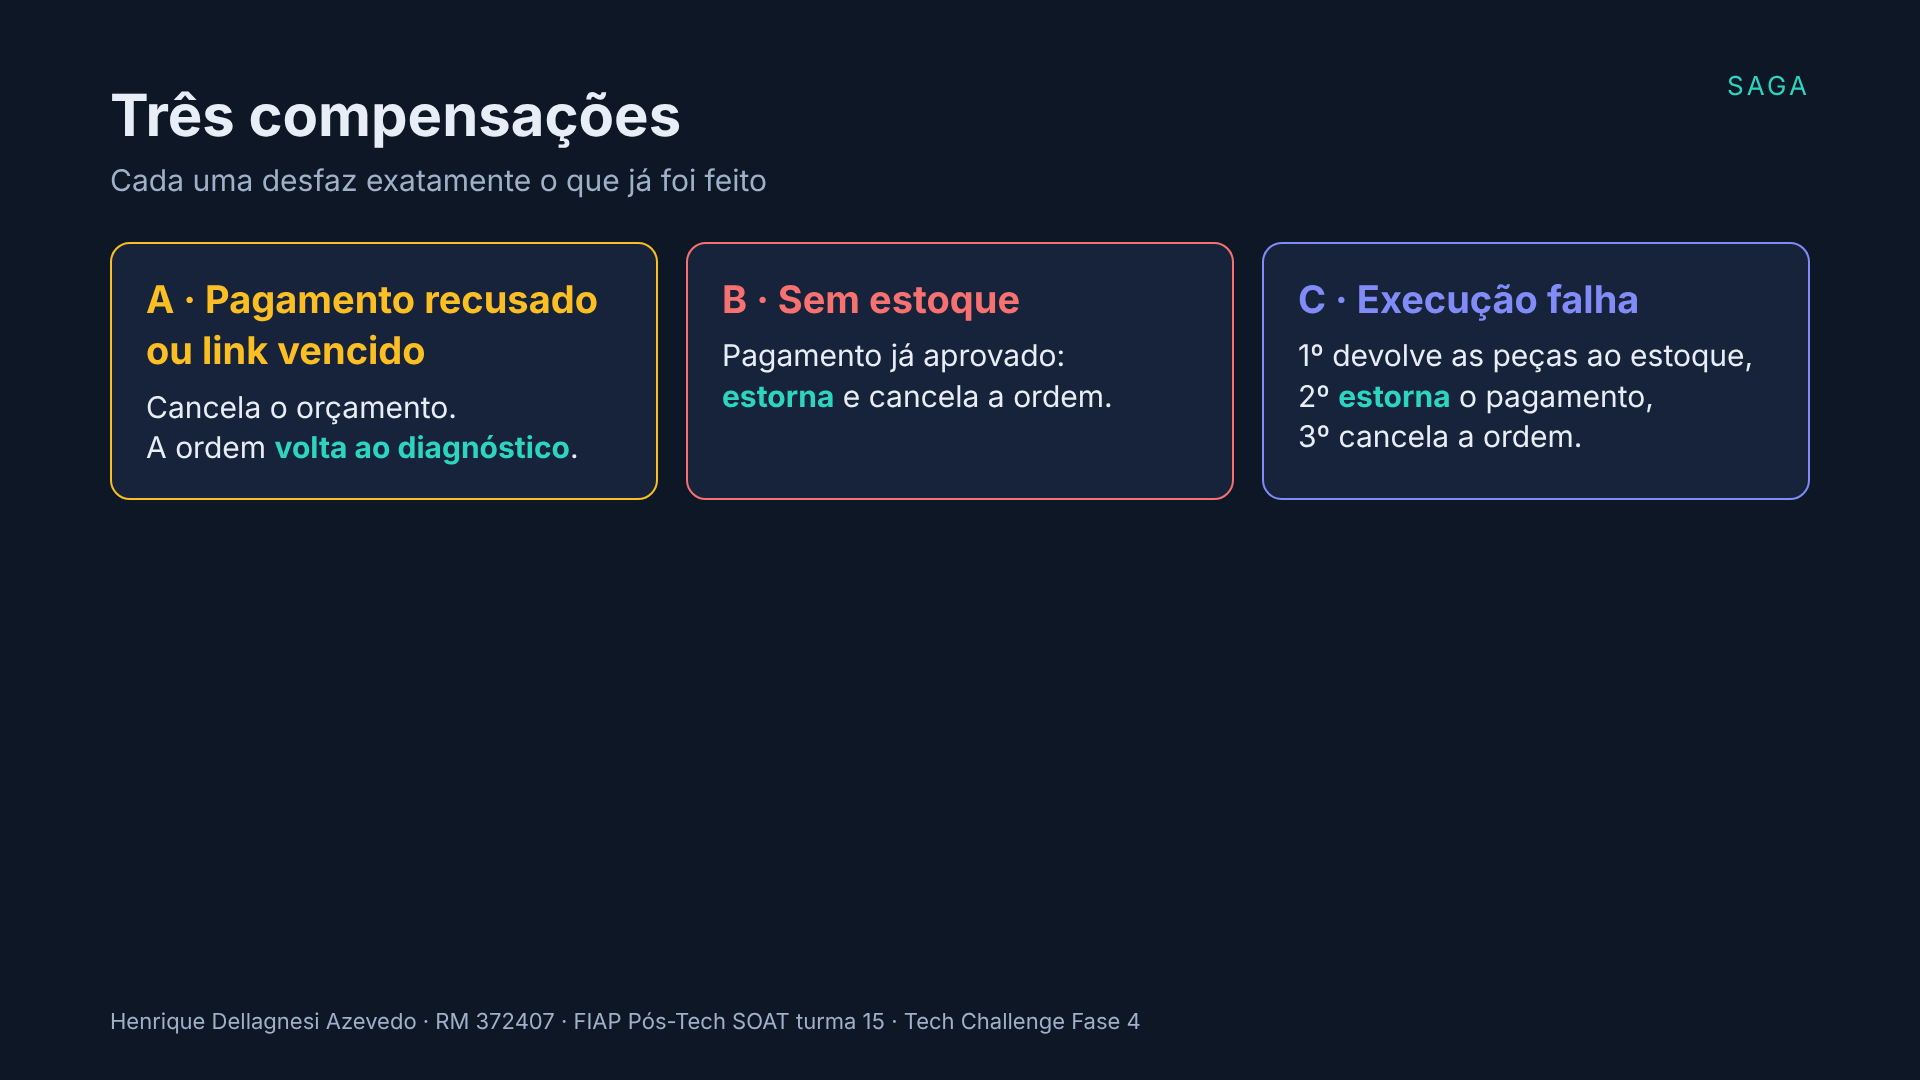 SAGA
Três compensações
Cada uma desfaz exatamente o que já foi feito
A · Pagamento recusado
ou link vencido
Cancela o orçamento.
A ordem volta ao diagnóstico.
B · Sem estoque
Pagamento já aprovado:
estorna e cancela a ordem.
C · Execução falha
1º devolve as peças ao estoque,
2º estorna o pagamento,
3º cancela a ordem.
Henrique Dellagnesi Azevedo · RM 372407 · FIAP Pós-Tech SOAT turma 15 · Tech Challenge Fase 4